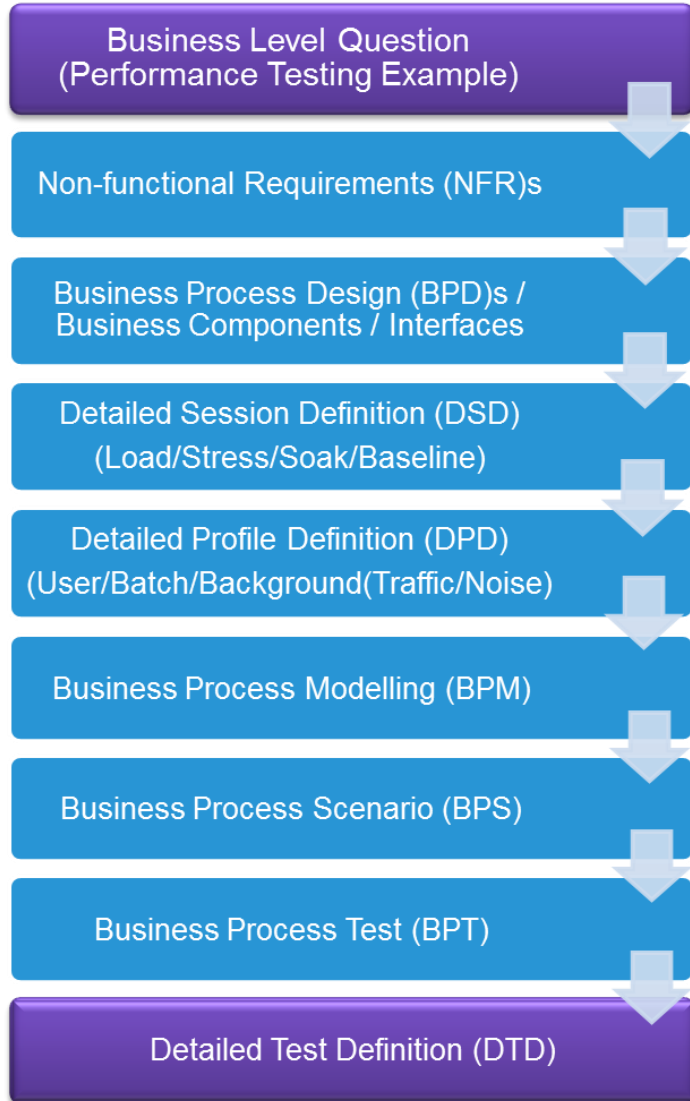 Business Level Question
(Performance Testing Example)
Non-functional Requirements (NFR)s
Business Process Design (BPD)s /
Business Components / Interfaces
Detailed Session Definition (DSD)
(Load/Stress/Soak/Baseline)
Detailed Profile Definition (DPD)
(User/Batch/Background(Traffic/Noise)
Business Process Modelling (BPM)
Business Process Scenario (BPS)
Business Process Test (BPT)
Detailed Test Definition (DTD)